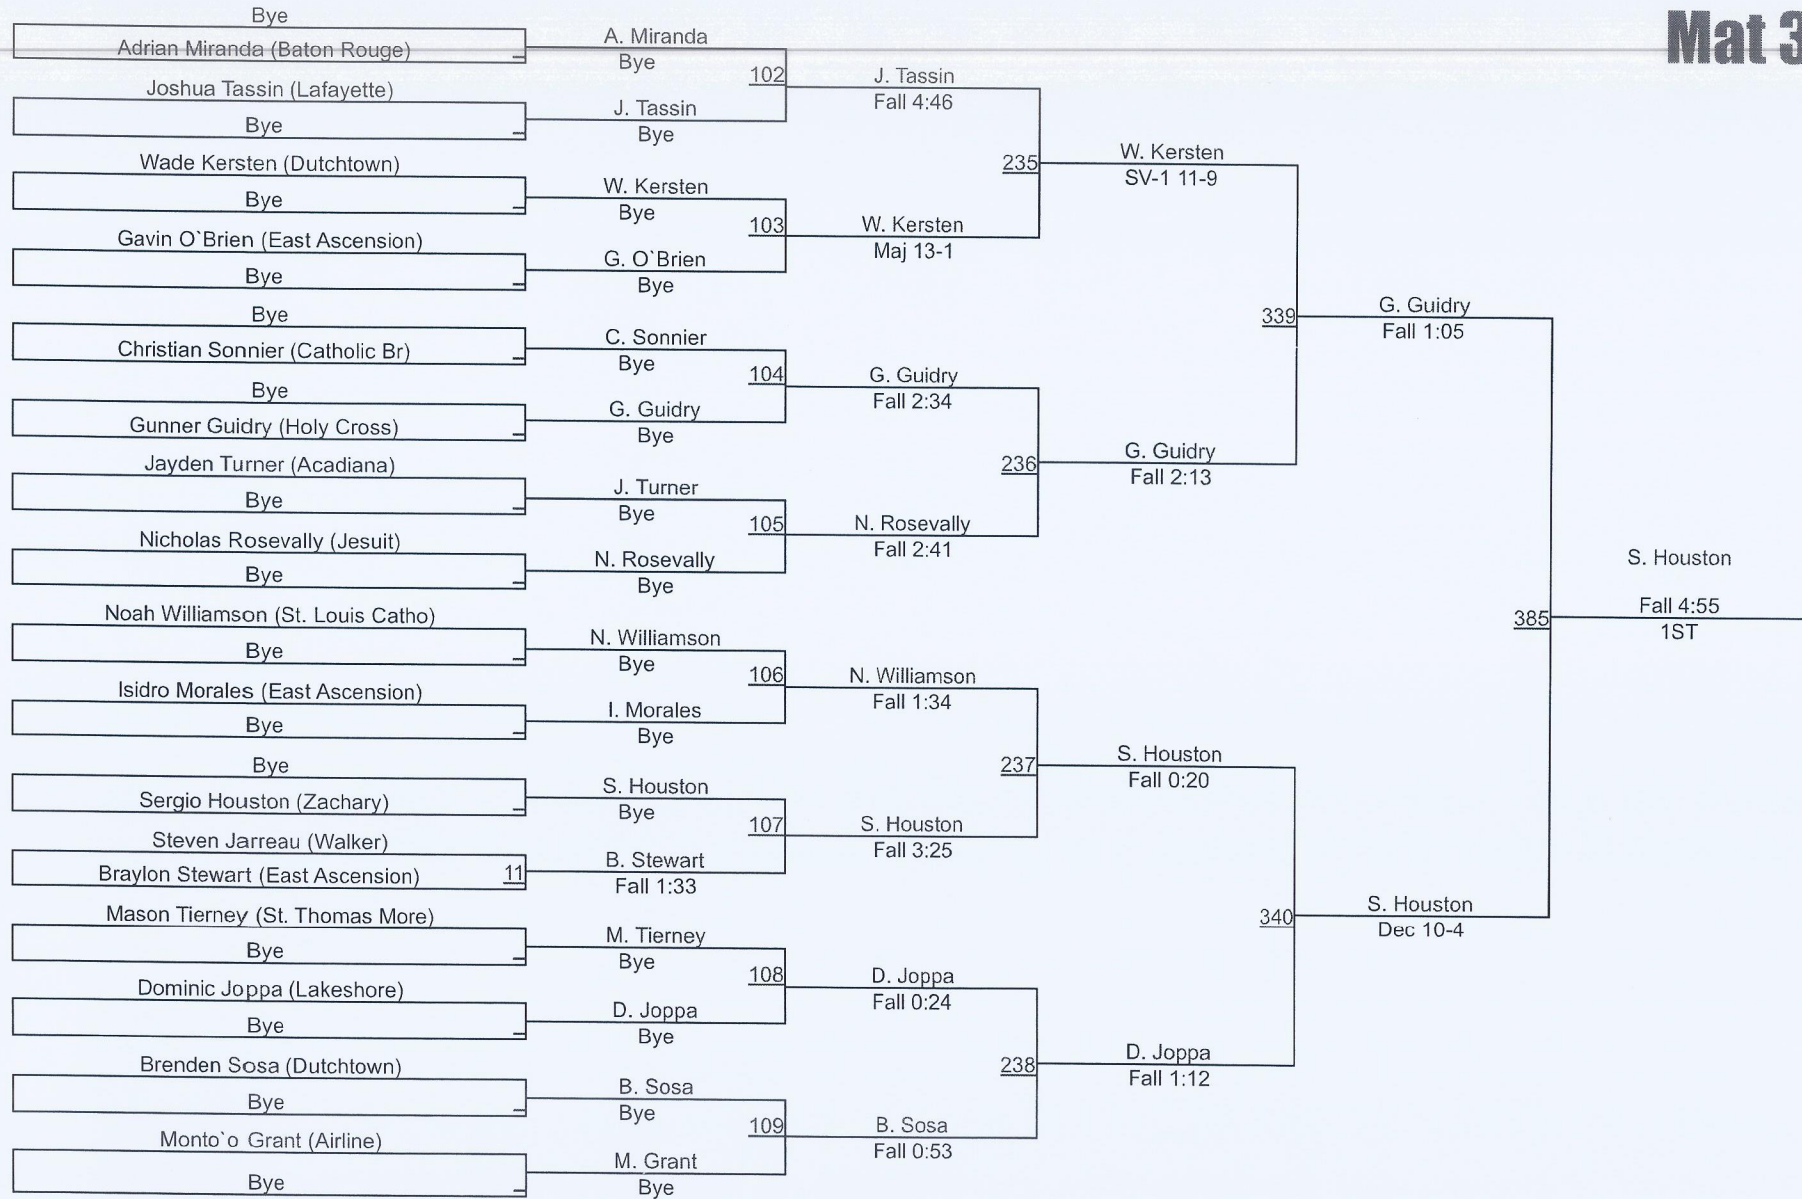 Mat 3
Bye
Adrian Miranda (Baton Rouge)
Joshua Tassin (Lafayette)
Bye
Wade Kersten (Dutchtown)
Bye
Gavin O`Brien (East Ascension)
Bye
Bye
Christian Sonnier (Catholic Br)
Bye
Gunner Guidry (Holy Cross)
Jayden Turner (Acadiana)
Bye
Nicholas Rosevally (Jesuit)
Bye
Noah Williamson (St. Louis Catho)
Bye
Isidro Morales (East Ascension)
Bye
Bye
Sergio Houston (Zachary)
Steven Jarreau (Walker)
Braylon Stewart (East Ascension)
11
Mason Tierney (St. Thomas More)
Bye
Dominic Joppa (Lakeshore)
Bye
Brenden Sosa (Dutchtown)
Bye
Monto`o Grant (Airline)
Bye
A. Miranda
Bye
102
J. Tassin
Bye
W. Kersten
Bye
103
G. O`Brien
Bye
C. Sonnier
Bye
104
G. Guidry
Bye
J. Turner
Bye
105
N. Rosevally
Bye
N. Williamson
Bye
106
I. Morales
Bye
S. Houston
Bye
107
B. Stewart
Fall 1:33
M. Tierney
Bye
108
D. Joppa
Bye
B. Sosa
Bye
109
M. Grant
Bye
J. Tassin
Fall 4:46
235
W. Kersten
Maj 13-1
G. Guidry
Fall 2:34
236
N. Rosevally
Fall 2:41
N. Williamson
Fall 1:34
237
S. Houston
Fall 3:25
D. Joppa
Fall 0:24
238
B. Sosa
Fall 0:53
W. Kersten
SV-1 11-9
339
G. Guidry
Fall 2:13
S. Houston
Fall 0:20
340
D. Joppa
Fall 1:12
G. Guidry
Fall 1:05
385
S. Houston
Dec 10-4
S. Houston
Fall 4:55
1ST